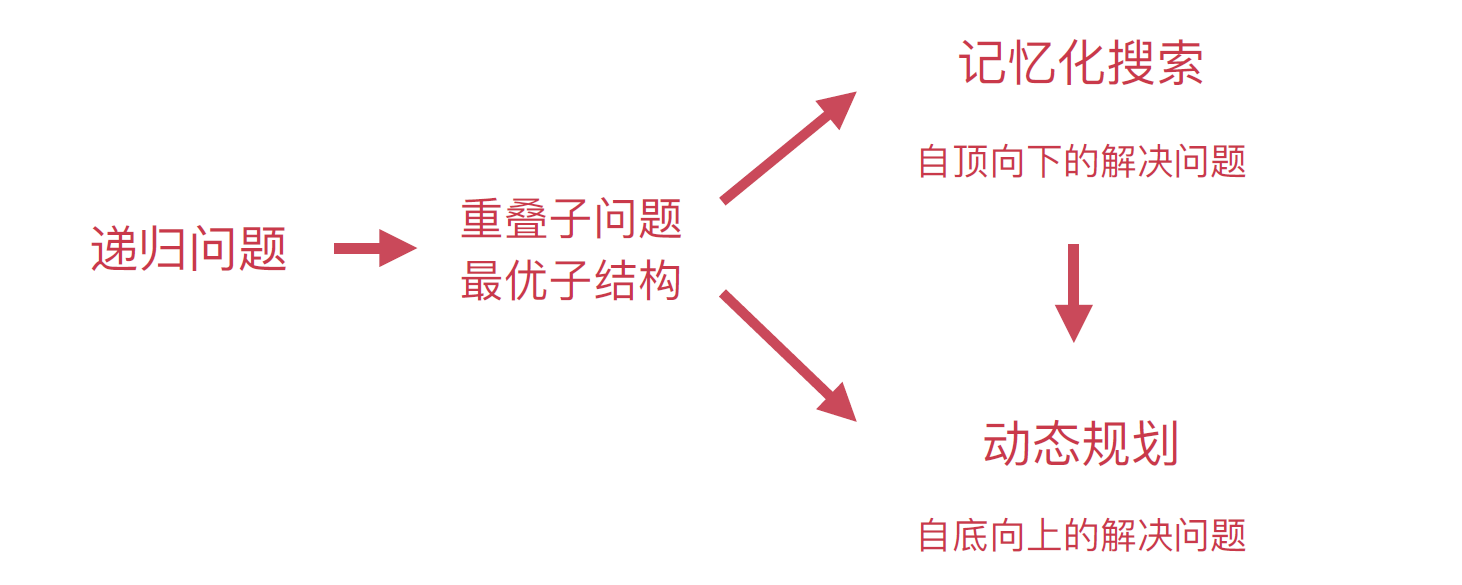 递归问题
重叠子问题
最优子结构
记忆化搜索
自顶向下的解决问题
动态规划
自底向上的解决问题